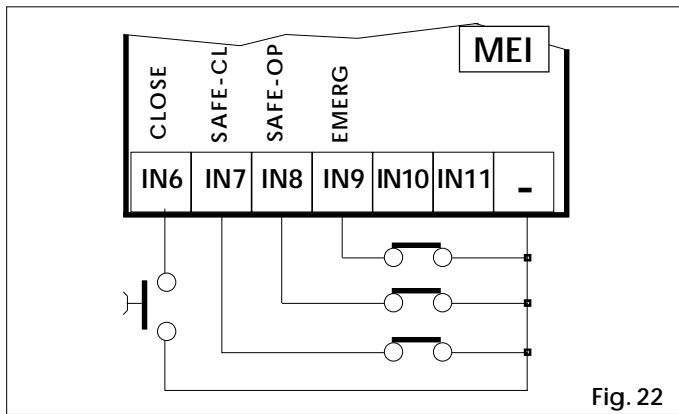 MEI
CLOSE
SAFE-CL
SAFE-OP
EMERG
IN6 IN7 IN8 IN9 IN10 IN11 -
Fig. 22